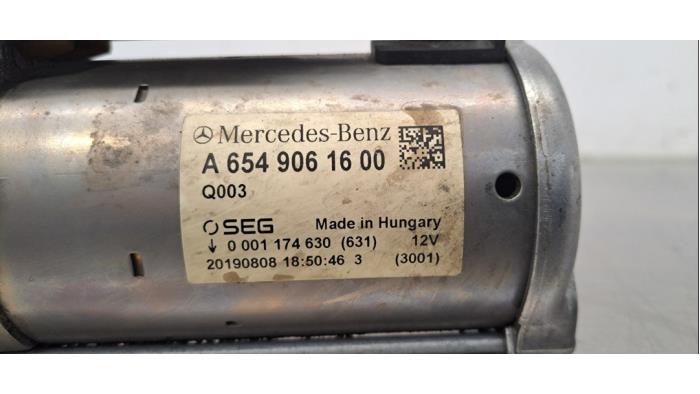 Mercedes-Benz
A 654 906 16 00
Q003
SEG Made in Hungary
↓ 0 001 174 630 (631) 12V
20190808 18:50:46 3 (3001)